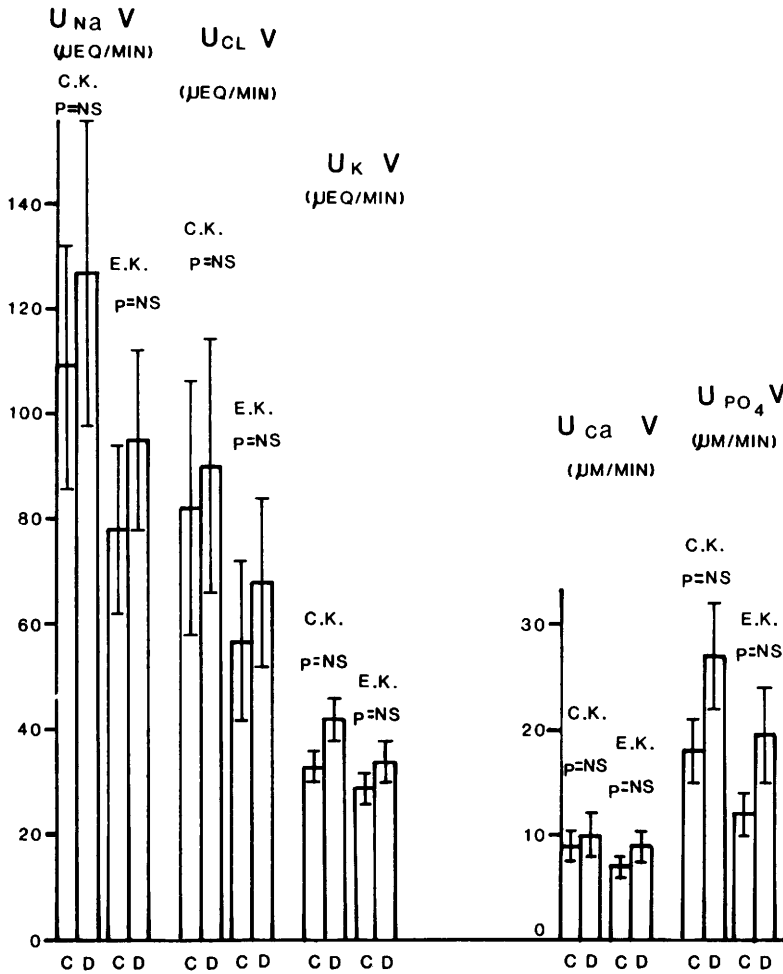 U Na V
(µEQ/MIN)
C.K.
P=NS
E.K.
P=NS
U CL V
(µEQ/MIN)
C.K.
P=NS
E.K.
P=NS
U K V
(µEQ/MIN)
C.K.
P=NS
E.K.
P=NS
U ca V
(µM/MIN)
C.K.
P=NS
E.K.
P=NS
U PO4 V
(µM/MIN)
C.K.
P=NS
E.K.
P=NS
140
120
100
80
60
40
20
0
30
20
10
0
C D C D C D C D C D C D C D C D C D C D